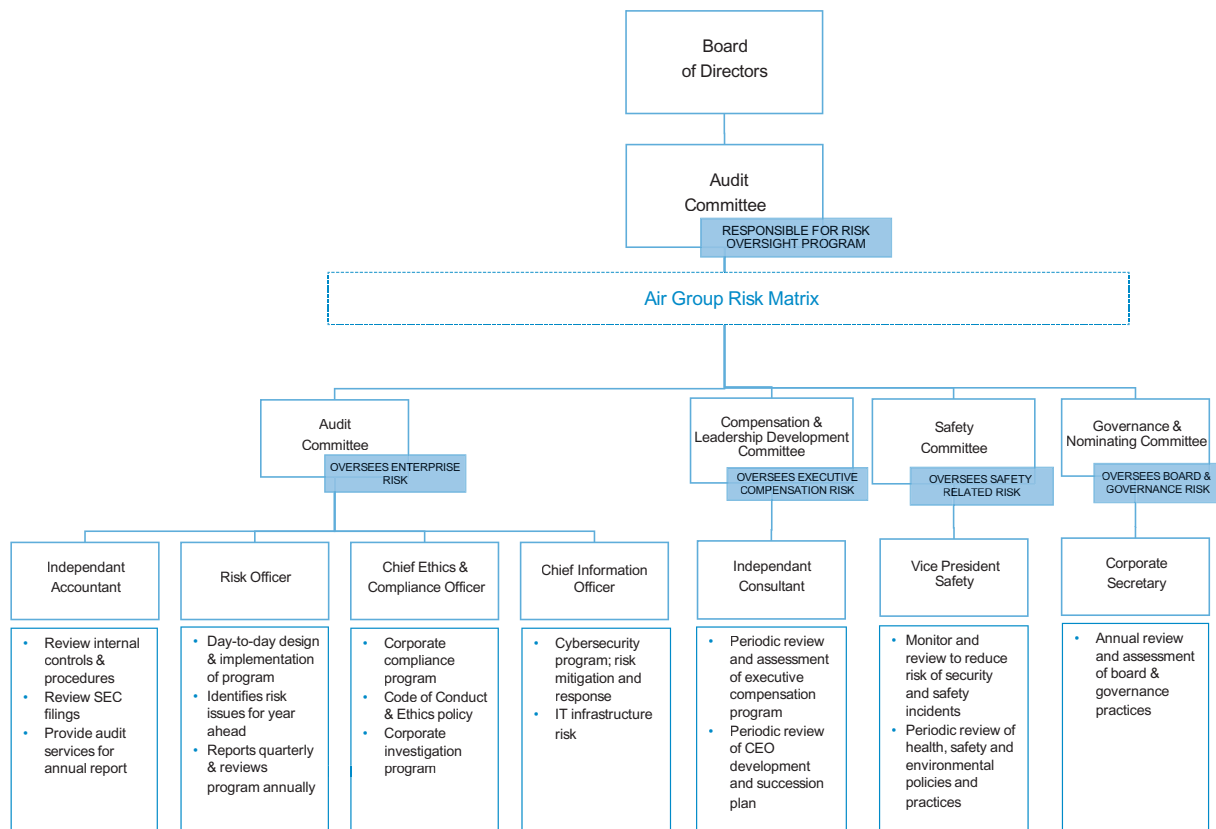 Board
of Directors
Audit
Committee
RESPONSIBLE FOR RISK
OVERSIGHT PROGRAM
Air Group Risk Matrix
Audit
Committee
OVERSEES ENTERPRISE
RISK
Compensation &
Leadership Development
Committee
OVERSEES EXECUTIVE
COMPENSATION RISK
Safety
Committee
OVERSEES SAFETY
RELATED RISK
Governance &
Nominating Committee
OVERSEES BOARD &
GOVERNANCE RISK
Independant
Accountant
• Review internal
controls &
procedures
• Review SEC
filings
• Provide audit
services for
annual report
Risk Officer
• Day-to-day design
& implementation
of program
• Identifies risk
issues for year
ahead
• Reports quarterly
& reviews
program annually
Chief Ethics &
Compliance Officer
• Corporate
compliance
program
• Code of Conduct
& Ethics policy
• Corporate
investigation
program
Chief Information
Officer
• Cybersecurity
program; risk
mitigation and
response
• IT infrastructure
risk
Independant
Consultant
• Periodic review
and assessment
of executive
compensation
program
• Periodic review
of CEO
development
and succession
plan
Vice President
Safety
• Monitor and
review to reduce
risk of security
and safety
incidents
• Periodic review of
health, safety and
environmental
policies and
practices
Corporate
Secretary
• Annual review
and assessment
of board &
governance
practices